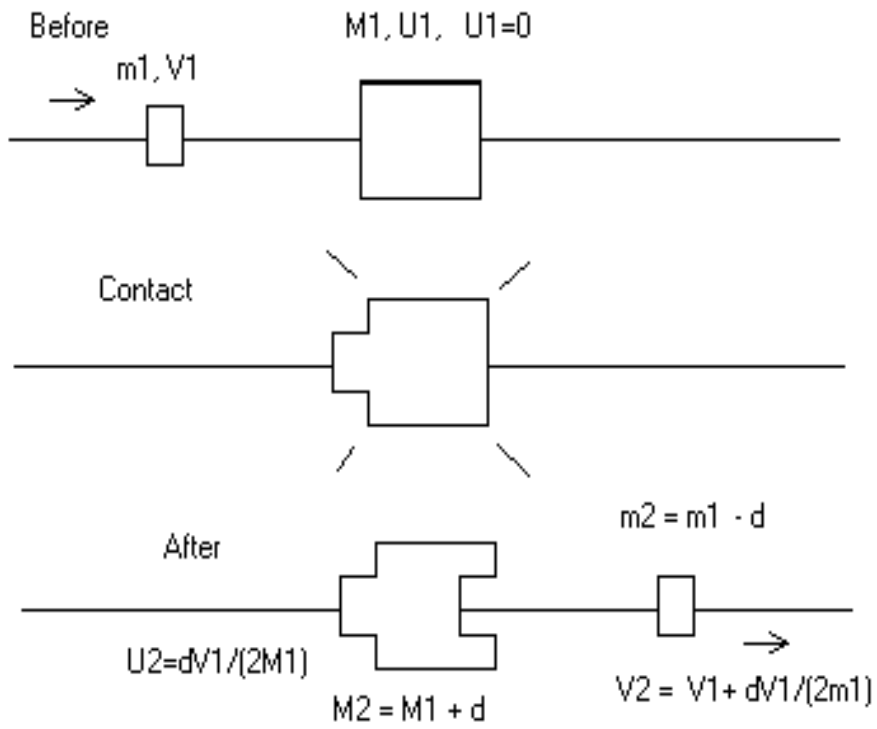 Before
M1, U1, U1=0
m1, V1
Contact
m2 = m1 - d
After
U2=dV1/(2M1)
V2 = V1+ dV1/(2m1)
M2 = M1 + d